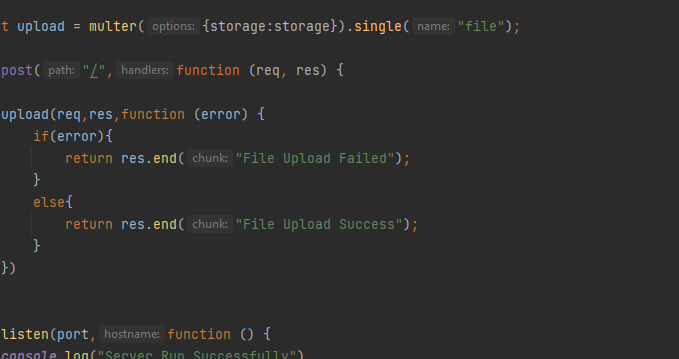 t upload = multer( options: {storage:storage}).single( name: "file");
post( path: "/", handlers: function (req, res) {
upload(req,res,function (error) {
if(error){
return res.end( chunk: "File Upload Failed");
}
else{
return res.end( chunk: "File Upload Success");
}
})
listen(port, hostname: function () {
console.log("Server Run Successfully")